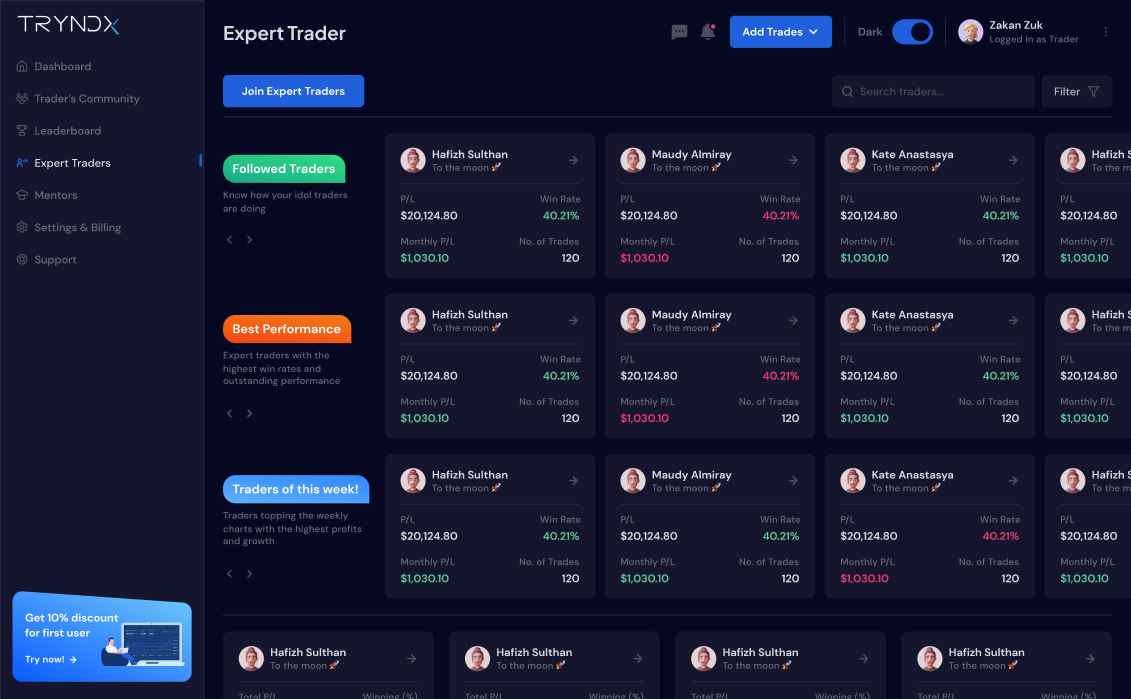 TRYNDX
Dashboard
Trader's Community
Leaderboard
Expert Traders
Mentors
Settings & Billing
Support
Get 10% discount
for first user
Try now!
Expert Trader
Add Trades
Dark
Zakan Zuk
Logged in as Trader
Join Expert Traders
Search traders...
Filter
Followed Traders
Know how your idol traders
are doing
Hafizh Sulthan
To the moon 🚀
P/L Win Rate
$20,124.80 40.21%
Monthly P/L No. of Trades
$1,030.10 120
Maudy Almiray
To the moon 🚀
P/L Win Rate
$20,124.80 40.21%
Monthly P/L No. of Trades
$1,030.10 120
Kate Anastasya
To the moon 🚀
P/L Win Rate
$20,124.80 40.21%
Monthly P/L No. of Trades
$1,030.10 120
Hafizh S
To the m
P/L
$20,124.80
Monthly P/L
$1,030.10
Best Performance
Expert traders with the
highest win rates and
outstanding performance
Hafizh Sulthan
To the moon 🚀
P/L Win Rate
$20,124.80 40.21%
Monthly P/L No. of Trades
$1,030.10 120
Maudy Almiray
To the moon 🚀
P/L Win Rate
$20,124.80 40.21%
Monthly P/L No. of Trades
$1,030.10 120
Kate Anastasya
To the moon 🚀
P/L Win Rate
$20,124.80 40.21%
Monthly P/L No. of Trades
$1,030.10 120
Hafizh S
To the m
P/L
$20,124.80
Monthly P/L
$1,030.10
Traders of this week!
Traders topping the weekly
charts with the highest profits
and growth
Hafizh Sulthan
To the moon 🚀
P/L Win Rate
$20,124.80 40.21%
Monthly P/L No. of Trades
$1,030.10 120
Maudy Almiray
To the moon 🚀
P/L Win Rate
$20,124.80 40.21%
Monthly P/L No. of Trades
$1,030.10 120
Kate Anastasya
To the moon 🚀
P/L Win Rate
$20,124.80 40.21%
Monthly P/L No. of Trades
$1,030.10 120
Hafizh S
To the m
P/L
$20,124.80
Monthly P/L
$1,030.10
Hafizh Sulthan
To the moon 🚀
Total P/L Winning (%)
Hafizh Sulthan
To the moon 🚀
Total P/L Winning (%)
Hafizh Sulthan
To the moon 🚀
Total P/L Winning (%)
Hafizh Sulthan
To the moon 🚀
Total P/L Winning (%)